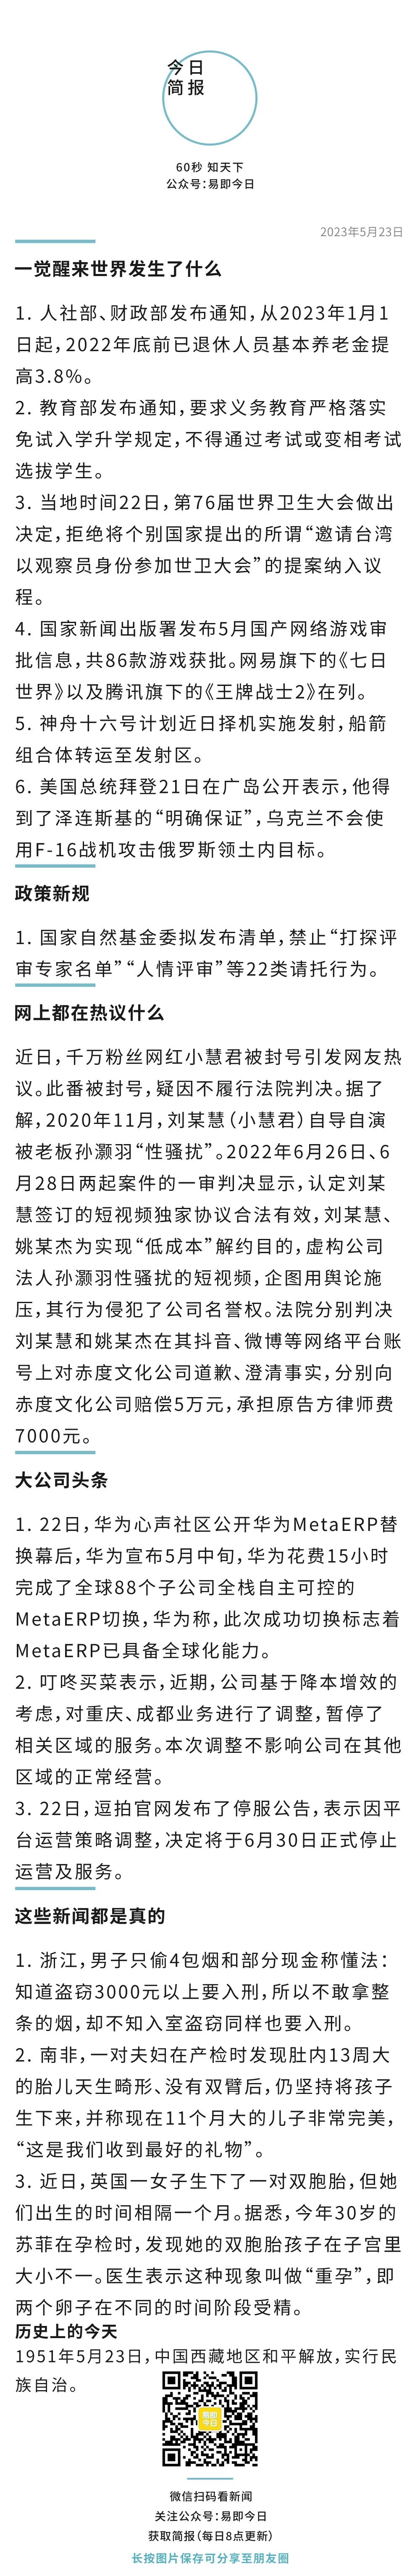 今日
简报
60秒 知天下
公众号：易即今日
2023年5月23日
一觉醒来世界发生了什么
1. 人社部、财政部发布通知，从2023年1月1
日起，2022年底前已退休人员基本养老金提
高3.8%。
2. 教育部发布通知，要求义务教育严格落实
免试入学升学规定，不得通过考试或变相考试
选拔学生。
3. 当地时间22日，第76届世界卫生大会做出
决定，拒绝将个别国家提出的所谓“邀请台湾
以观察员身份参加世卫大会”的提案纳入议
程。
4. 国家新闻出版署发布5月国产网络游戏审
批信息，共86款游戏获批。网易旗下的《七日
世界》以及腾讯旗下的《王牌战士2》在列。
5. 神舟十六号计划近日择机实施发射，船箭
组合体转运至发射区。
6. 美国总统拜登21日在广岛公开表示，他得
到了泽连斯基的“明确保证”，乌克兰不会使
用F-16战机攻击俄罗斯领土内目标。
政策新规
1. 国家自然基金委拟发布清单，禁止“打探评
审专家名单”“人情评审”等22类请托行为。
网上都在热议什么
近日，千万粉丝网红小慧君被封号引发网友热
议。此番被封号，疑因不履行法院判决。据了
解，2020年11月，刘某慧（小慧君）自导自演
被老板孙灏羽“性骚扰”。2022年6月26日、6
月28日两起案件的一审判决显示，认定刘某
慧签订的短视频独家协议合法有效，刘某慧、
姚某杰为实现“低成本”解约目的，虚构公司
法人孙灏羽性骚扰的短视频，企图用舆论施
压，其行为侵犯了公司名誉权。法院分别判决
刘某慧和姚某杰在其抖音、微博等网络平台账
号上对赤度文化公司道歉、澄清事实，分别向
赤度文化公司赔偿5万元，承担原告方律师费
7000元。
大公司头条
1. 22日，华为心声社区公开华为MetaERP替
换幕后，华为宣布5月中旬，华为花费15小时
完成了全球88个子公司全栈自主可控的
MetaERP切换，华为称，此次成功切换标志着
MetaERP已具备全球化能力。
2. 叮咚买菜表示，近期，公司基于降本增效的
考虑，对重庆、成都业务进行了调整，暂停了
相关区域的服务。本次调整不影响公司在其他
区域的正常经营。
3. 22日，逗拍官网发布了停服公告，表示因平
台运营策略调整，决定将于6月30日正式停止
运营及服务。
这些新闻都是真的
1. 浙江，男子只偷4包烟和部分现金称懂法：
知道盗窃3000元以上要入刑，所以不敢拿整
条的烟，却不知入室盗窃同样也要入刑。
2. 南非，一对夫妇在产检时发现肚内13周大
的胎儿天生畸形、没有双臂后，仍坚持将孩子
生下来，并称现在11个月大的儿子非常完美，
“这是我们收到最好的礼物”。
3. 近日，英国一女子生下了一对双胞胎，但她
们出生的时间相隔一个月。据悉，今年30岁的
苏菲在孕检时，发现她的双胞胎孩子在子宫里
大小不一。医生表示这种现象叫做“重孕”，即
两个卵子在不同的时间阶段受精。
历史上的今天
1951年5月23日，中国西藏地区和平解放，实行民
族自治。
易即
今日
微信扫码看新闻
关注公众号：易即今日
获取简报（每日8点更新）
长按图片保存可分享至朋友圈